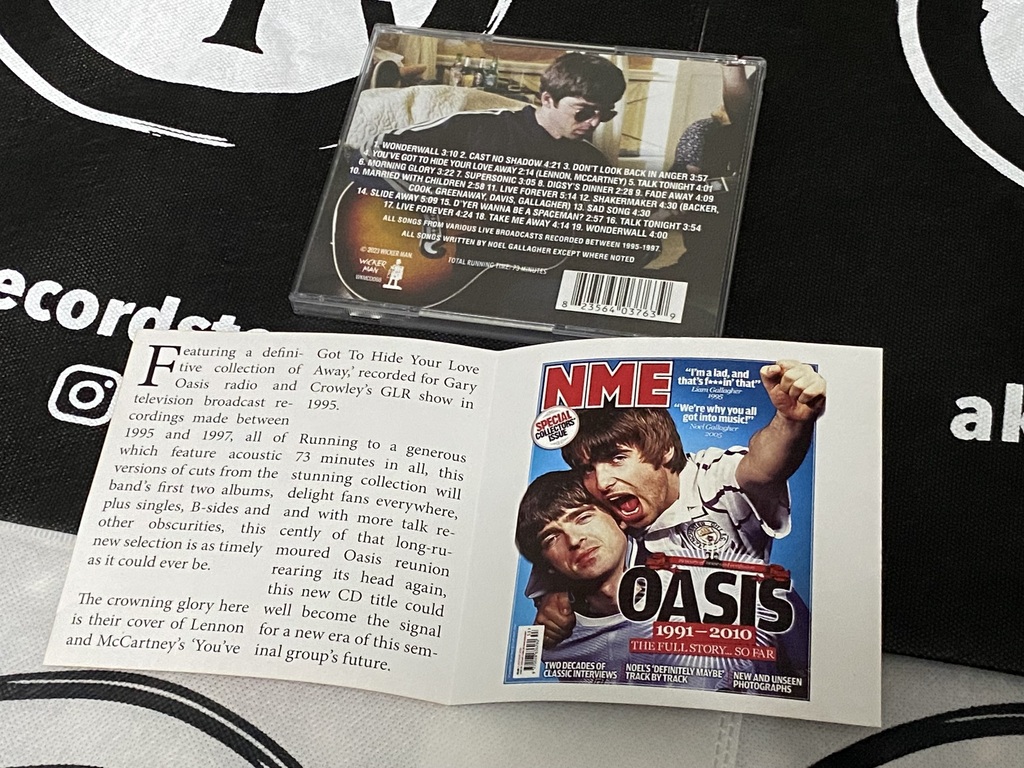 1. WONDERWALL 3:10 2. CAST NO SHADOW 4:21 3. DON'T LOOK BACK IN ANGER 3:57
4. YOU'VE GOT TO HIDE YOUR LOVE AWAY 2:14 (LENNON, MCCARTNEY) 5. TALK TONIGHT 4:01
6. MORNING GLORY 3:22 7. SUPERSONIC 3:05 8. DIGSY'S DINNER 2:28 9. FADE AWAY 4:09
10. MARRIED WITH CHILDREN 2:58 11. LIVE FOREVER 5:14 12. SHAKERMAKER 4:30 (BACKER,
COOK, GREENAWAY, DAVIS, GALLAGHER) 13. SAD SONG 4:30
14. SLIDE AWAY 5:09 15. D'YER WANNA BE A SPACEMAN? 2:57 16. TALK TONIGHT 3:54
17. LIVE FOREVER 4:24 18. TAKE ME AWAY 4:14 19. WONDERWALL 4:00
ALL SONGS FROM VARIOUS LIVE BROADCASTS RECORDED BETWEEN 1995-1997.
ALL SONGS WRITTEN BY NOEL GALLAGHER EXCEPT WHERE NOTED
© 2023 WICKER MAN.
TOTAL RUNNING TIME: 73 MINUTES
WICKER
MAN
8 23564 03763 9
ecordsto
ak
Featuring a defini-
tive collection of
Oasis radio and
television broadcast re-
cordings made between
1995 and 1997, all of
which feature acoustic
versions of cuts from the
band's first two albums,
plus singles, B-sides and
other obscurities, this
new selection is as timely
as it could ever be.
The crowning glory here
is their cover of Lennon
and McCartney's 'You've
Got To Hide Your Love
Away,' recorded for Gary
Crowley's GLR show in
1995.
Running to a generous
73 minutes in all, this
stunning collection will
delight fans everywhere,
and with more talk re-
cently of that long-ru-
moured Oasis reunion
rearing its head again,
this new CD title could
well become the signal
for a new era of this sem-
inal group's future.
NME
SPECIAL
COLLECTORS'
ISSUE
"I'm a lad, and
that's f***in' that"
Liam Gallagher
1995
"We're why you all
got into music!"
Noel Gallagher
2005
OASIS
1991–2010
THE FULL STORY... SO FAR
TWO DECADES OF
CLASSIC INTERVIEWS
NOEL'S 'DEFINITELY MAYBE'
TRACK BY TRACK
NEW AND UNSEEN
PHOTOGRAPHS